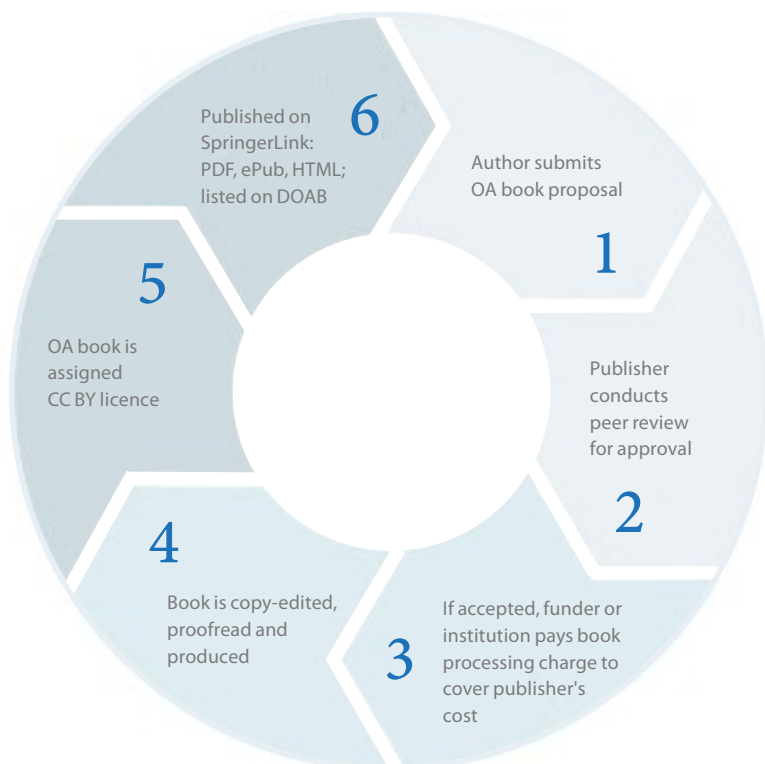 Author submits
OA book proposal
1
Publisher
conducts
peer review
for approval
2
3
If accepted, funder or
institution pays book
processing charge to
cover publisher's
cost
4
Book is copy-edited,
proofread and
produced
5
OA book is
assigned
CC BY licence
6
Published on
SpringerLink:
PDF, ePub, HTML;
listed on DOAB